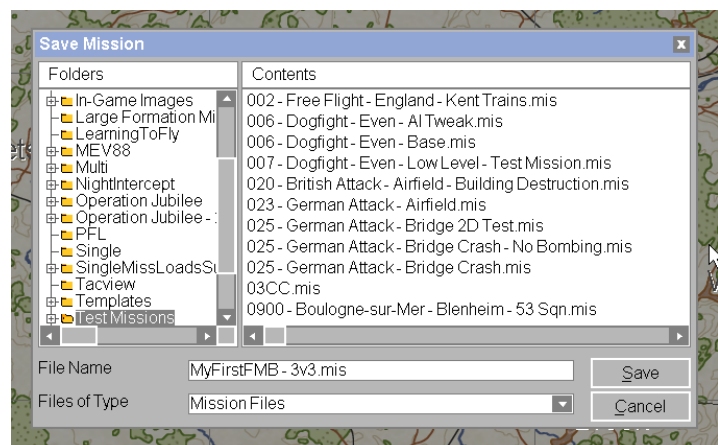 Save Mission
Folders
Contents
In-Game Images
Large Formation Mi
LearningToFly
MEV88
Multi
NightIntercept
Operation Jubilee
Operation Jubilee -
PFL
Single
SingleMissLoadsSu
Tacview
Templates
Test Missions
002 - Free Flight - England - Kent Trains.mis
006 - Dogfight - Even - AI Tweak.mis
006 - Dogfight - Even - Base.mis
007 - Dogfight - Even - Low Level - Test Mission.mis
020 - British Attack - Airfield - Building Destruction.mis
023 - German Attack - Airfield.mis
025 - German Attack - Bridge 2D Test.mis
025 - German Attack - Bridge Crash - No Bombing.mis
025 - German Attack - Bridge Crash.mis
03CC.mis
0900 - Boulogne-sur-Mer - Blenheim - 53 Sqn.mis
File Name
MyFirstFMB - 3v3.mis
Save
Files of Type
Mission Files
Cancel